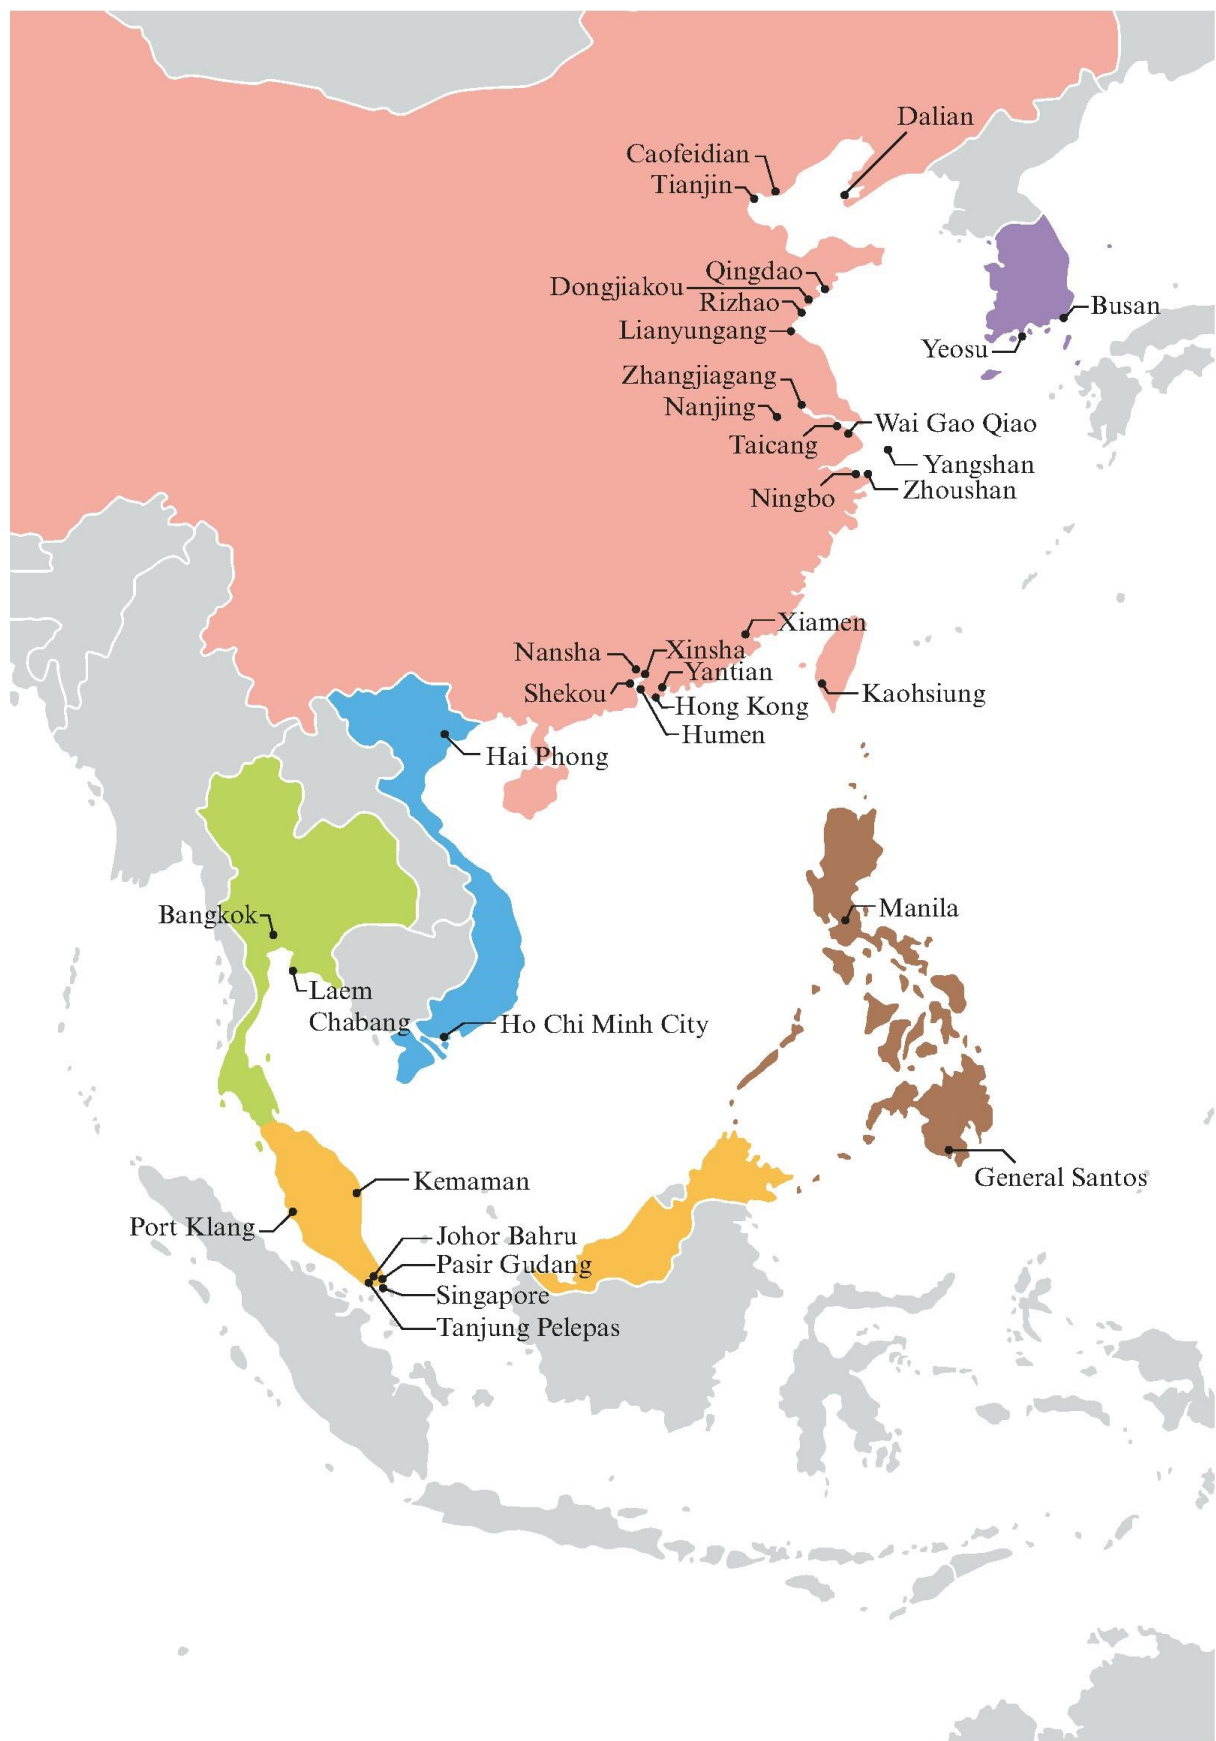 Dalian
Caofeidian
Tianjin
Qingdao
Dongjiakou
Rizhao
Busan
Lianyungang
Yeosu
Zhangjiagang
Nanjing
Wai Gao Qiao
Taicang
Yangshan
Zhoushan
Ningbo
Xiamen
Nansha
Xinsha
Yantian
Shekou
Kaohsiung
Hong Kong
Humen
Hai Phong
Manila
Bangkok
Laem
Chabang
Ho Chi Minh City
General Santos
Kemaman
Port Klang
Johor Bahru
Pasir Gudang
Singapore
Tanjung Pelepas